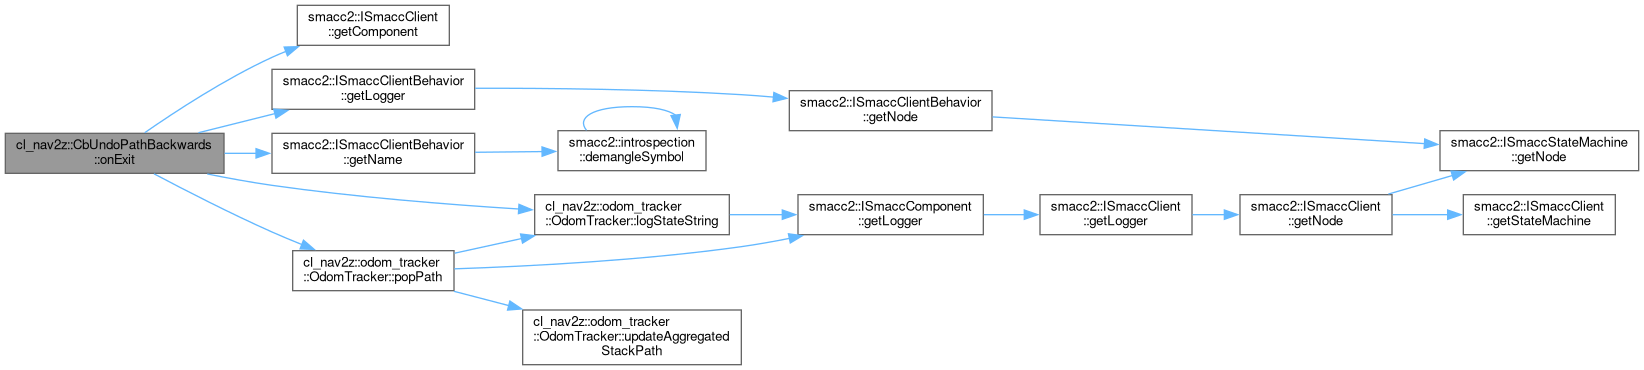 smacc2::ISmaccClient
::getComponent
smacc2::ISmaccClientBehavior
::getLogger
smacc2::ISmaccClientBehavior
::getNode
cl_nav2z::CbUndoPathBackwards
::onExit
smacc2::ISmaccClientBehavior
::getName
smacc2::introspection
::demangleSymbol
smacc2::ISmaccStateMachine
::getNode
cl_nav2z::odom_tracker
::OdomTracker::logStateString
smacc2::ISmaccComponent
::getLogger
smacc2::ISmaccClient
::getLogger
smacc2::ISmaccClient
::getNode
smacc2::ISmaccClient
::getStateMachine
cl_nav2z::odom_tracker
::OdomTracker::popPath
cl_nav2z::odom_tracker
::OdomTracker::updateAggregated
StackPath